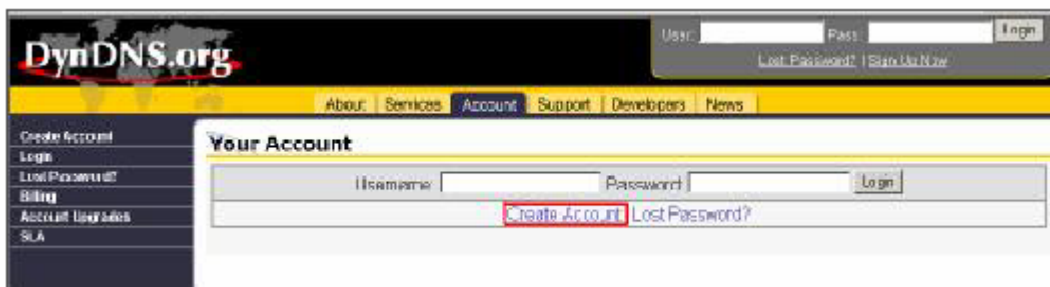 DynDNS.org
User: Pass: Login
Lost Password? | Sign Up Now
About Services Account Support Developers News
Create Account
Login
Lost Password?
Billing
Account Upgrades
SLA
Your Account
Username: Password: Login
Create Account Lost Password?